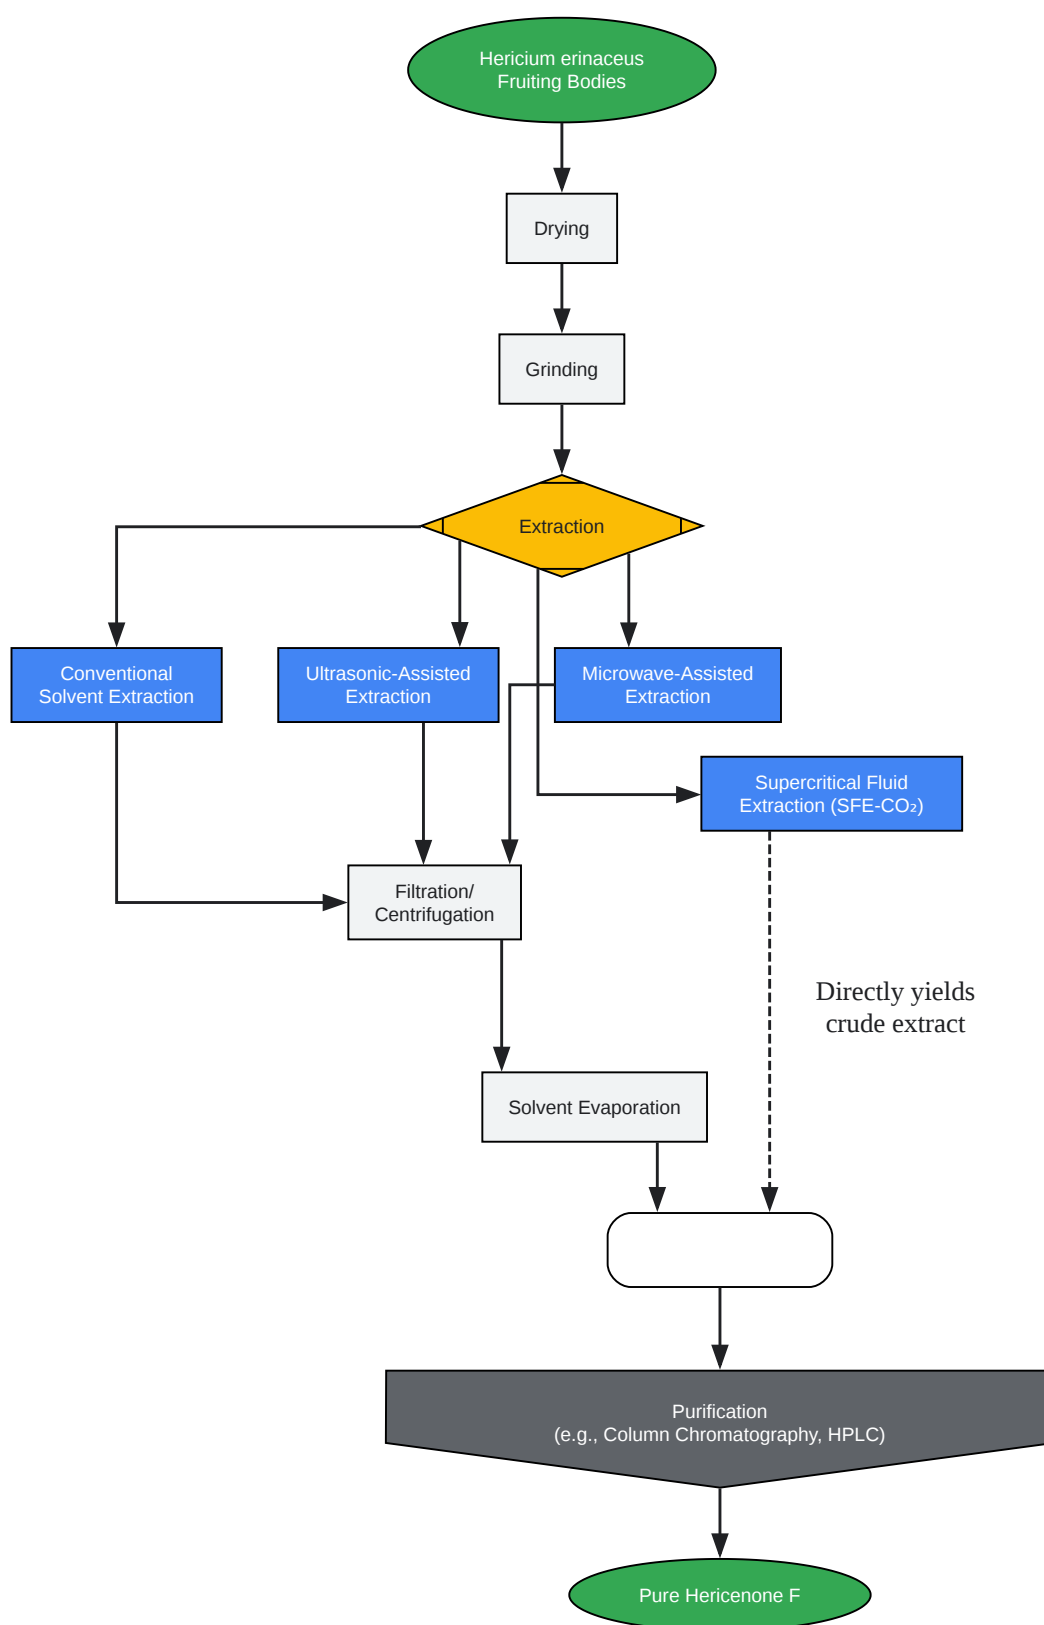 Hericium erinaceus
Fruiting Bodies
Drying
Grinding
Extraction
Conventional
Solvent Extraction
Ultrasonic-Assisted
Extraction
Microwave-Assisted
Extraction
Supercritical Fluid
Extraction (SFE-CO₂)
Filtration/
Centrifugation
Directly yields
crude extract
Solvent Evaporation
Purification
(e.g., Column Chromatography, HPLC)
Pure Hericenone F